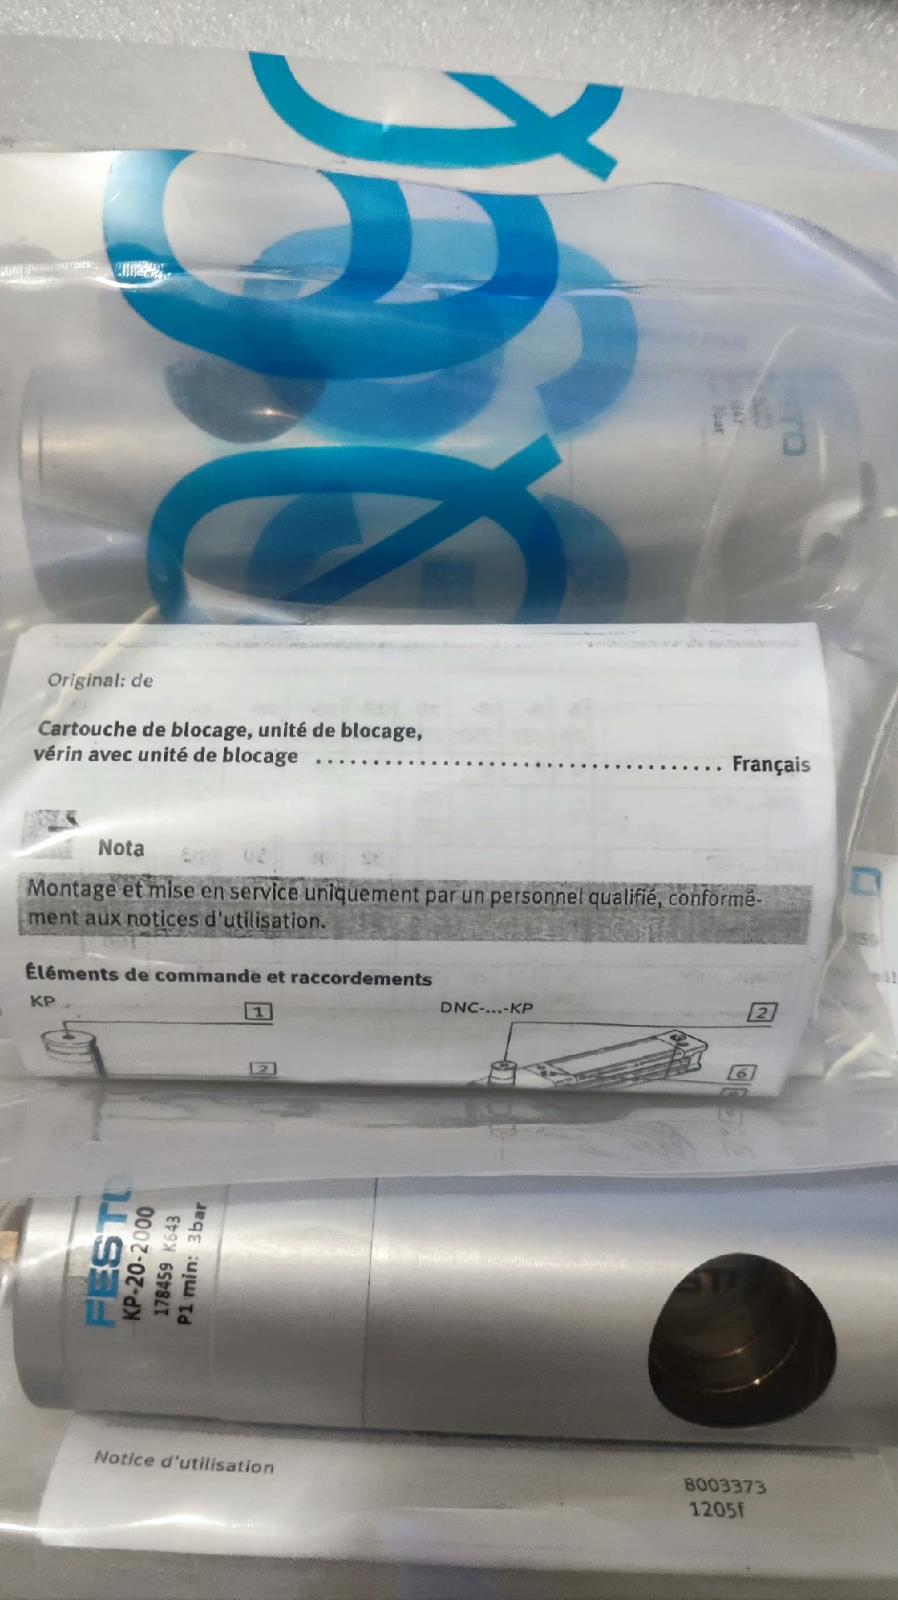 STO
bar
Original: de
Cartouche de blocage, unité de blocage,
vérin avec unité de blocage ........................................ Français
Nota
Montage et mise en service uniquement par un personnel qualifié, conformé-
ment aux notices d'utilisation.
Éléments de commande et raccordements
KP
1
DNC-...-KP
2
2
6
FESTO
KP-20-2000
178459 K643
P1 min: 3bar
Notice d'utilisation
8003373
1205f